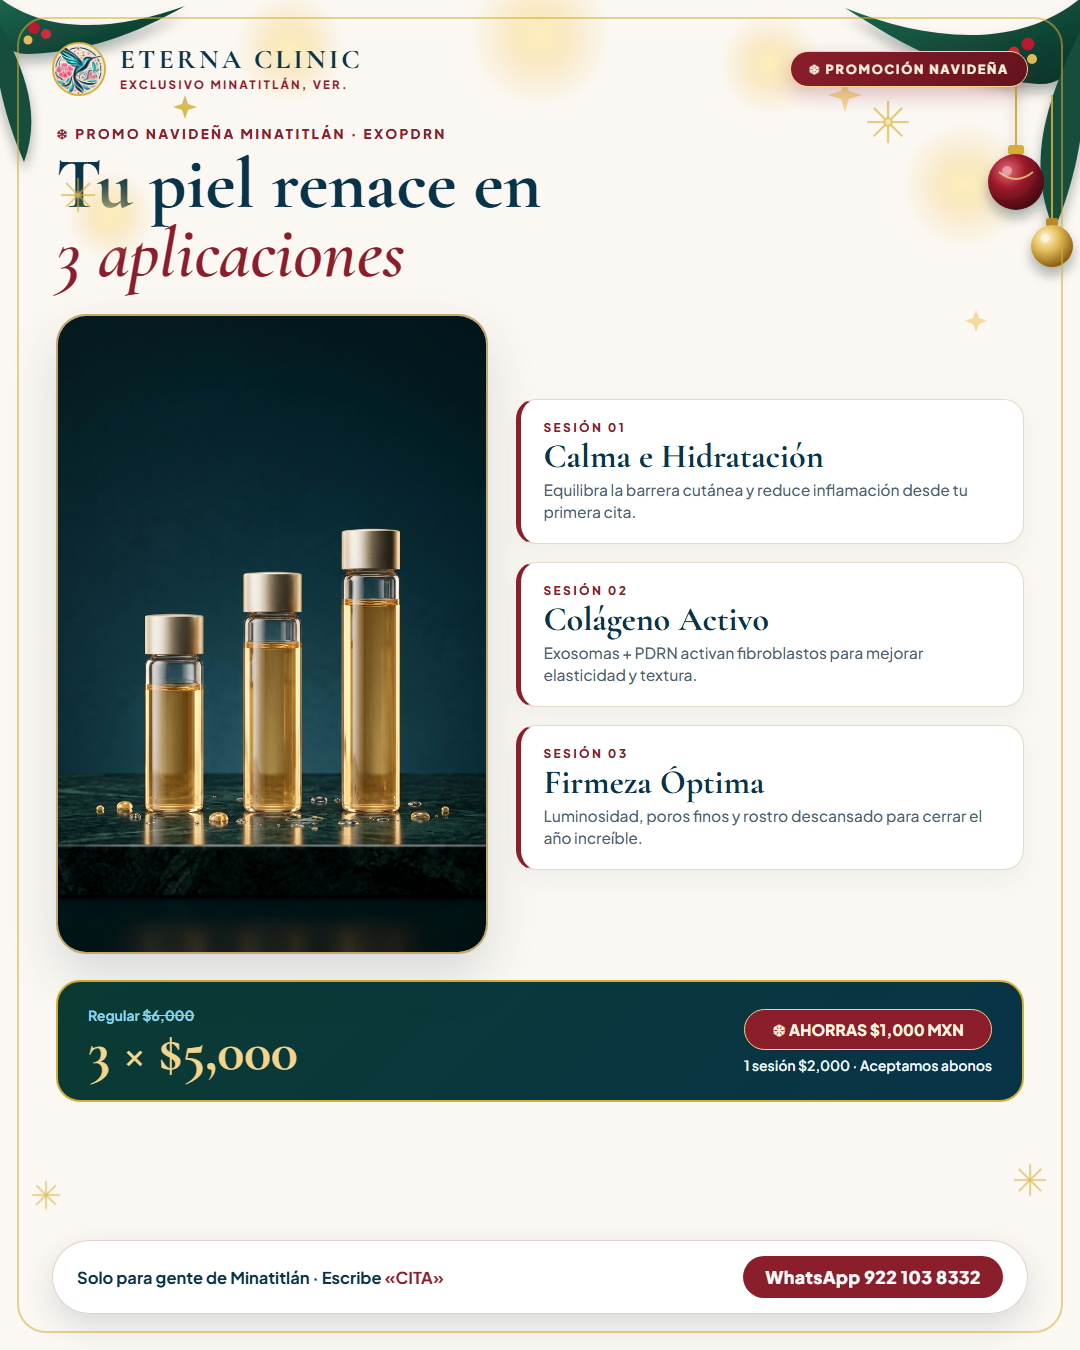 ETERNA CLINIC
EXCLUSIVO MINATITLÁN, VER.
❄ PROMOCIÓN NAVIDEÑA
❄ PROMO NAVIDEÑA MINATITLÁN · EXOPDRN
Tu piel renace en
3 aplicaciones
SESIÓN 01
Calma e Hidratación
Equilibra la barrera cutánea y reduce inflamación desde tu
primera cita.
SESIÓN 02
Colágeno Activo
Exosomas + PDRN activan fibroblastos para mejorar
elasticidad y textura.
SESIÓN 03
Firmeza Óptima
Luminosidad, poros finos y rostro descansado para cerrar el
año increíble.
Regular $6,000
3 × $5,000
❄ AHORRAS $1,000 MXN
1 sesión $2,000 · Aceptamos abonos
Solo para gente de Minatitlán · Escribe «CITA»
WhatsApp 922 103 8332